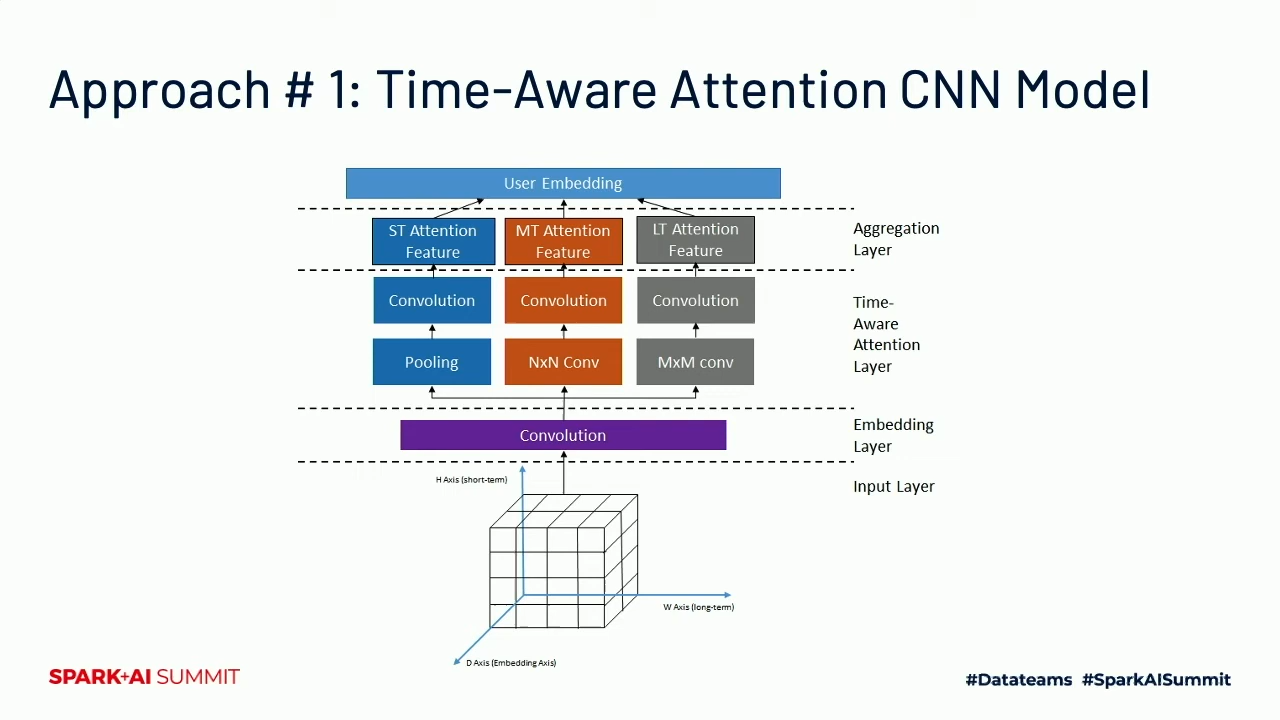 Approach # 1: Time-Aware Attention CNN Model
User Embedding
ST Attention
Feature
MT Attention
Feature
LT Attention
Feature
Aggregation
Layer
Convolution
Convolution
Convolution
Pooling
NxN Conv
MxM conv
Time-
Aware
Attention
Layer
Convolution
Embedding
Layer
Input Layer
H Axis (short-term)
W Axis (long-term)
D Axis (Embedding Axis)
SPARK+AI SUMMIT
#Datateams #SparkAISummit